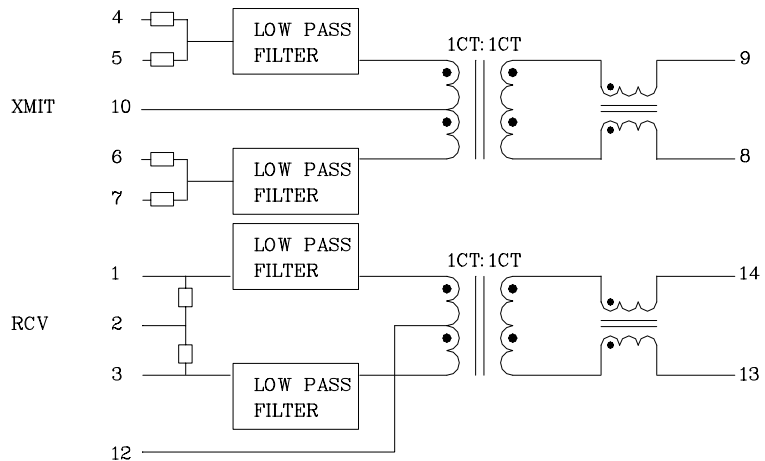 4
LOW PASS
FILTER
1CT: 1CT
5
9
XMIT
10
6
LOW PASS
FILTER
8
7
LOW PASS
FILTER
1CT: 1CT
1
14
RCV
2
3
LOW PASS
FILTER
13
12